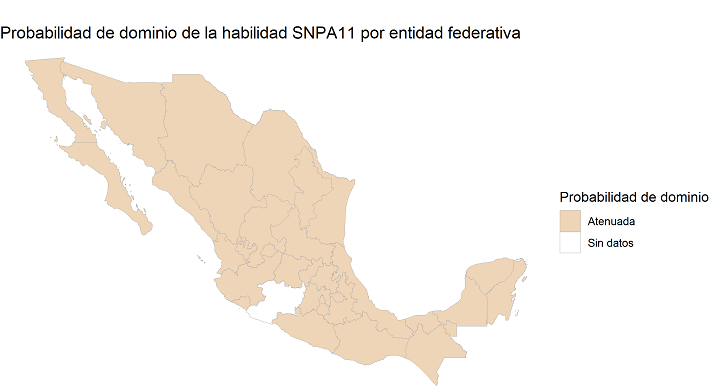 Probabilidad de dominio de la habilidad SNPA11 por entidad federativa
Probabilidad de dominio
Atenuada
Sin datos